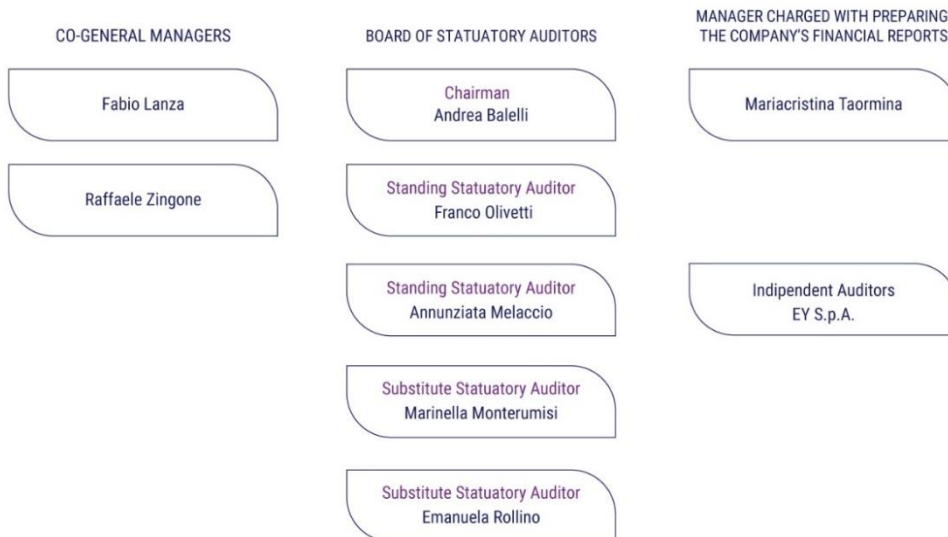 CO-GENERAL MANAGERS
Fabio Lanza
Raffaele Zingone
BOARD OF STATUATORY AUDITORS
Chairman
Andrea Balelli
Standing Statuatory Auditor
Franco Olivetti
Standing Statuatory Auditor
Annunziata Melaccio
Substitute Statuatory Auditor
Marinella Monterumisi
Substitute Statuatory Auditor
Emanuela Rollino
MANAGER CHARGED WITH PREPARING
THE COMPANY'S FINANCIAL REPORTS
Mariacristina Taormina
Indipendent Auditors
EY S.p.A.